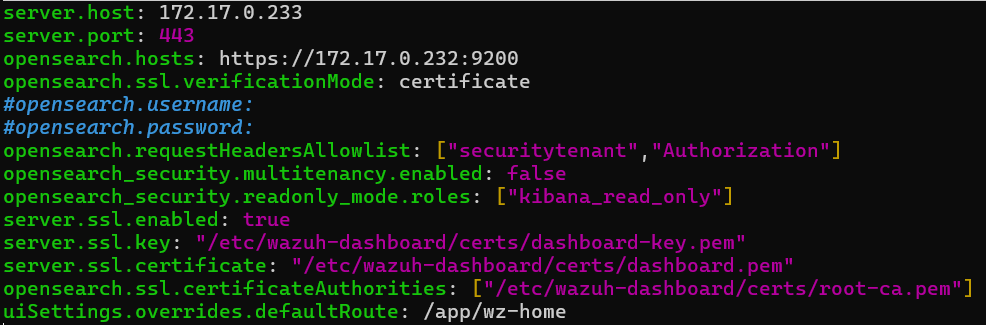 server.host: 172.17.0.233
server.port: 443
opensearch.hosts: https://172.17.0.232:9200
opensearch.ssl.verificationMode: certificate
#opensearch.username:
#opensearch.password:
opensearch.requestHeadersAllowlist: ["securitytenant","Authorization"]
opensearch_security.multitenancy.enabled: false
opensearch_security.readonly_mode.roles: ["kibana_read_only"]
server.ssl.enabled: true
server.ssl.key: "/etc/wazuh-dashboard/certs/dashboard-key.pem"
server.ssl.certificate: "/etc/wazuh-dashboard/certs/dashboard.pem"
opensearch.ssl.certificateAuthorities: ["/etc/wazuh-dashboard/certs/root-ca.pem"]
uiSettings.overrides.defaultRoute: /app/wz-home